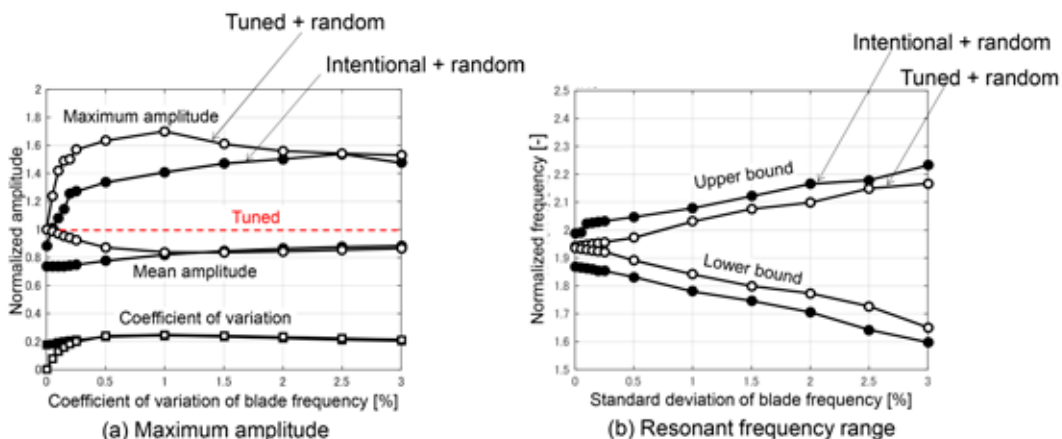 Tuned + random
Intentional + random
2
1.8
1.6
1.4
1.2
1
0.8
0.6
0.4
0.2
0
Normalized amplitude
Maximum amplitude
Tuned
Mean amplitude
Coefficient of variation
0 0.5 1 1.5 2 2.5 3
Coefficient of variation of blade frequency [%]
(a) Maximum amplitude
Intentional + random
Tuned + random
2.5
2.4
2.3
2.2
2.1
2
1.9
1.8
1.7
1.6
1.5
Normalized frequency [-]
Upper bound
Lower bound
0 0.5 1 1.5 2 2.5 3
Standard deviation of blade frequency [%]
(b) Resonant frequency range